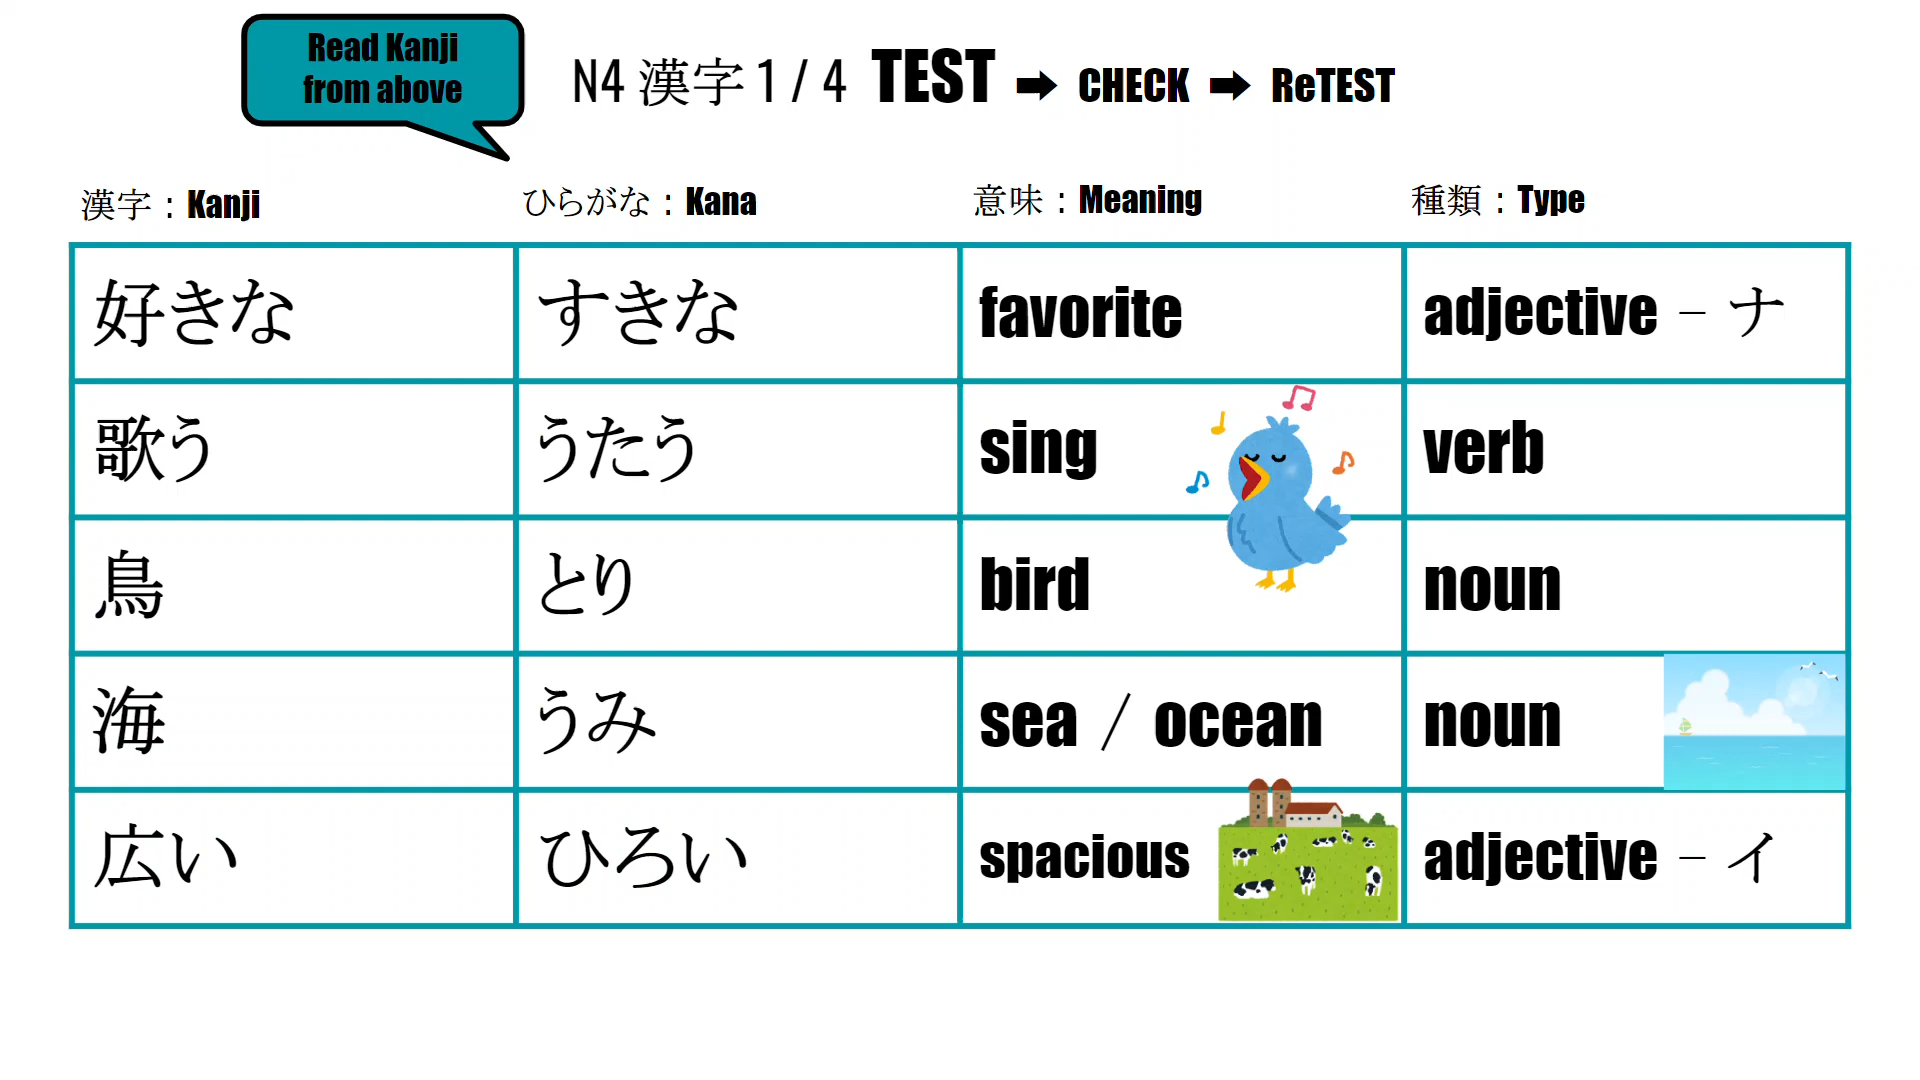 Read Kanji
from above
N4 漢字 1 / 4 TEST ➡ CHECK ➡ ReTEST
漢字：Kanji ひらがな：Kana 意味：Meaning 種類：Type
好きな すきな favorite adjective － ナ
歌う うたう sing verb
鳥 とり bird noun
海 うみ sea / ocean noun
広い ひろい spacious adjective － イ